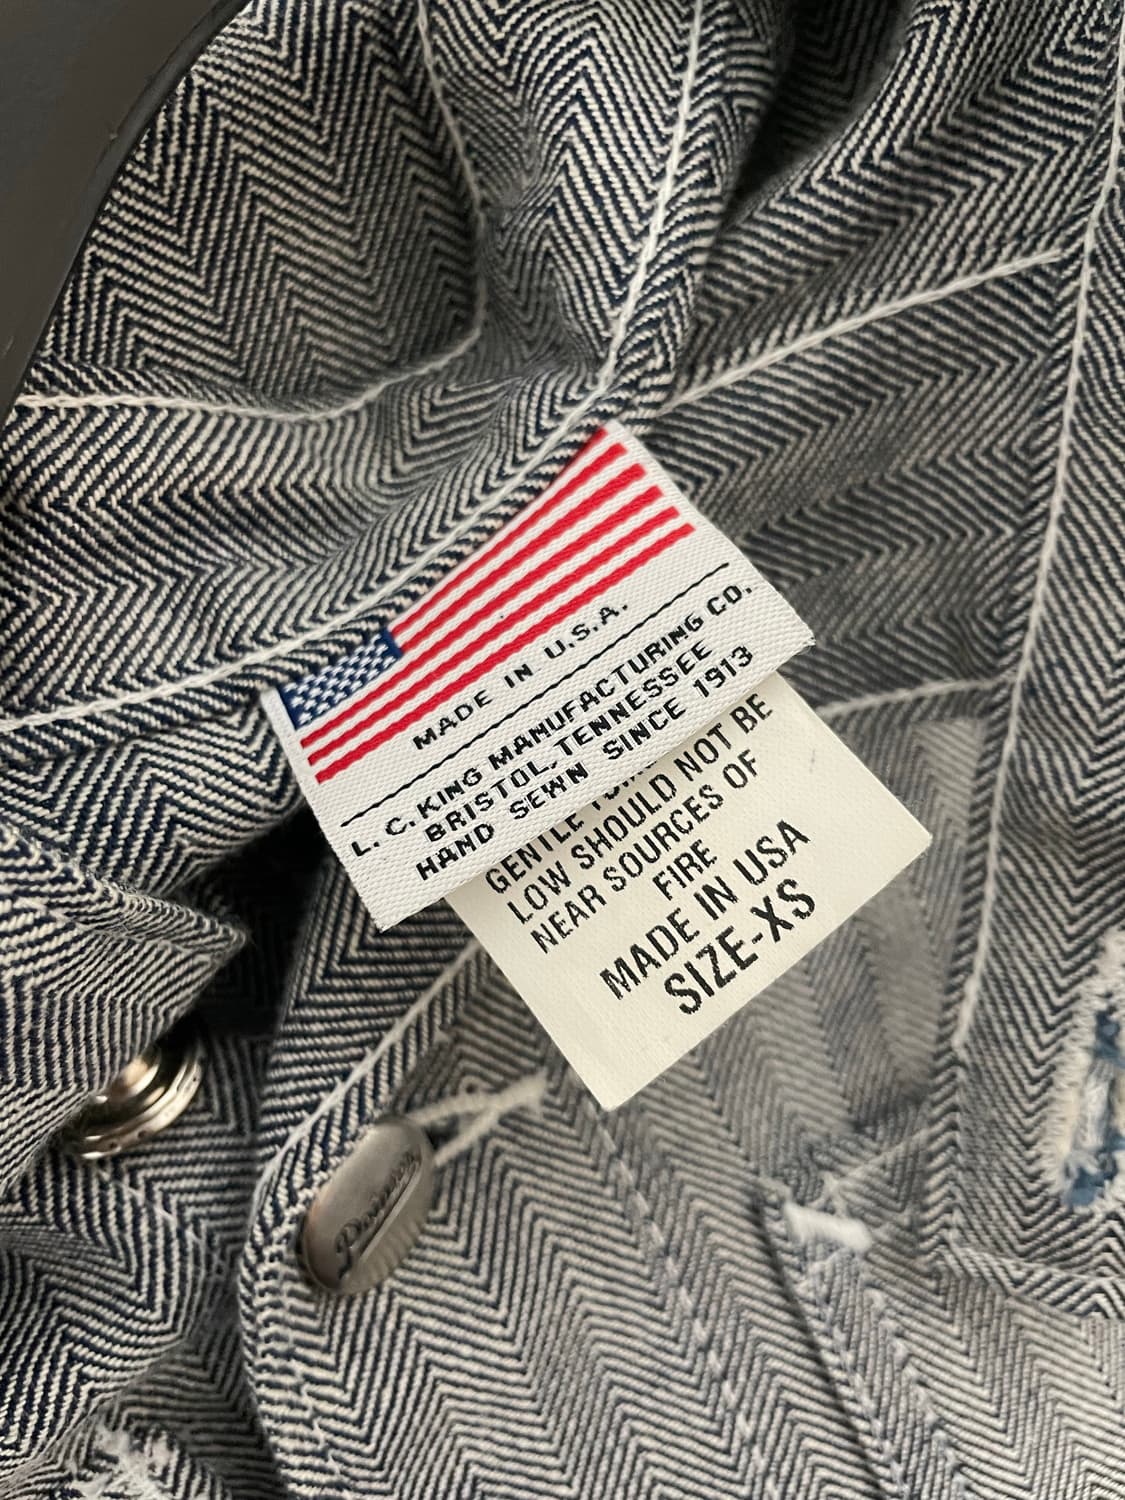 MADE IN U.S.A.
L. C. KING MANUFACTURING CO.
BRISTOL, TENNESSEE
HAND SEWN SINCE 1913
GENTLE
LOW SHOULD NOT BE
NEAR SOURCES OF
FIRE
MADE IN USA
SIZE-XS